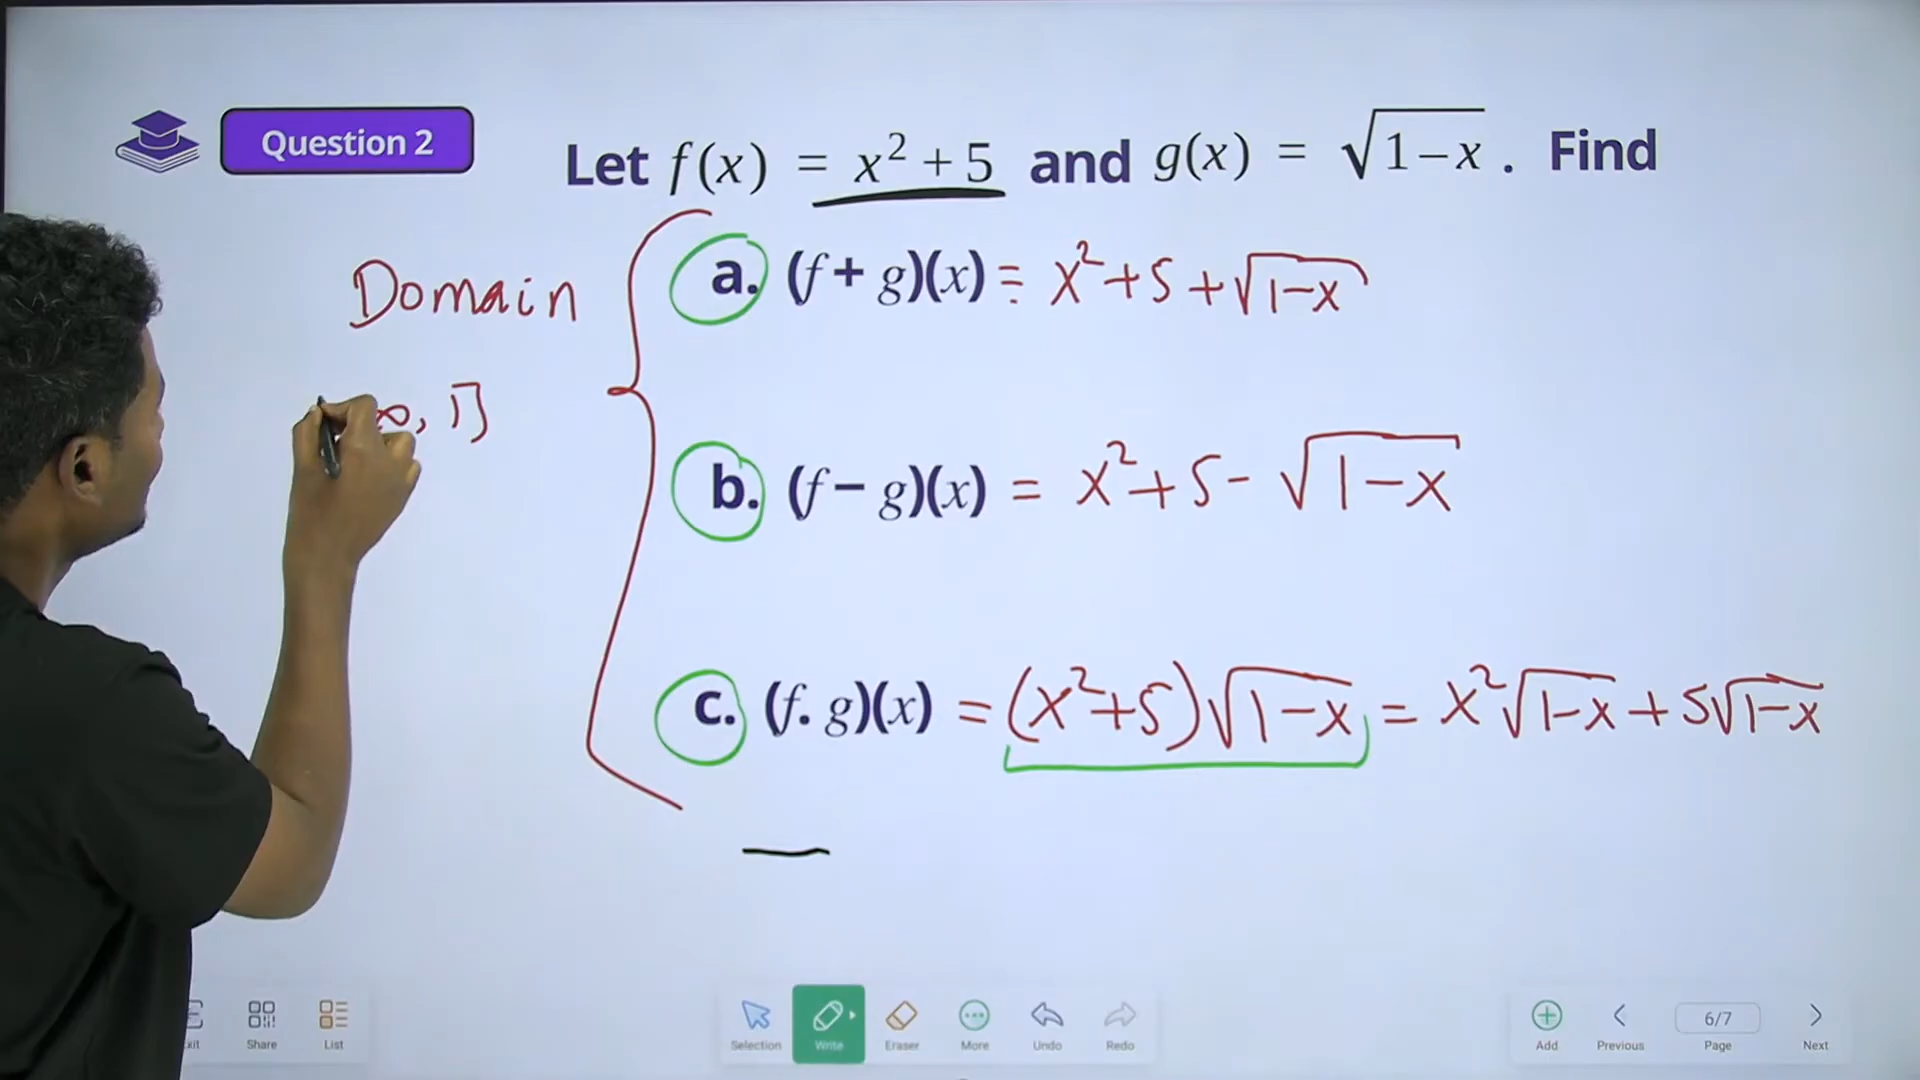 Question 2
Let f(x) = x² + 5 and g(x) = √(1−x) . Find
Domain
∞, 1]
a. (f + g)(x) = x² + 5 + √(1−x)
b. (f − g)(x) = x² + 5 − √(1−x)
c. (f. g)(x) = (x² + 5)√(1−x) = x²√(1−x) + 5√(1−x)
Share
List
Selection
Write
Eraser
More
Undo
Redo
Add
Previous
6/7
Page
Next